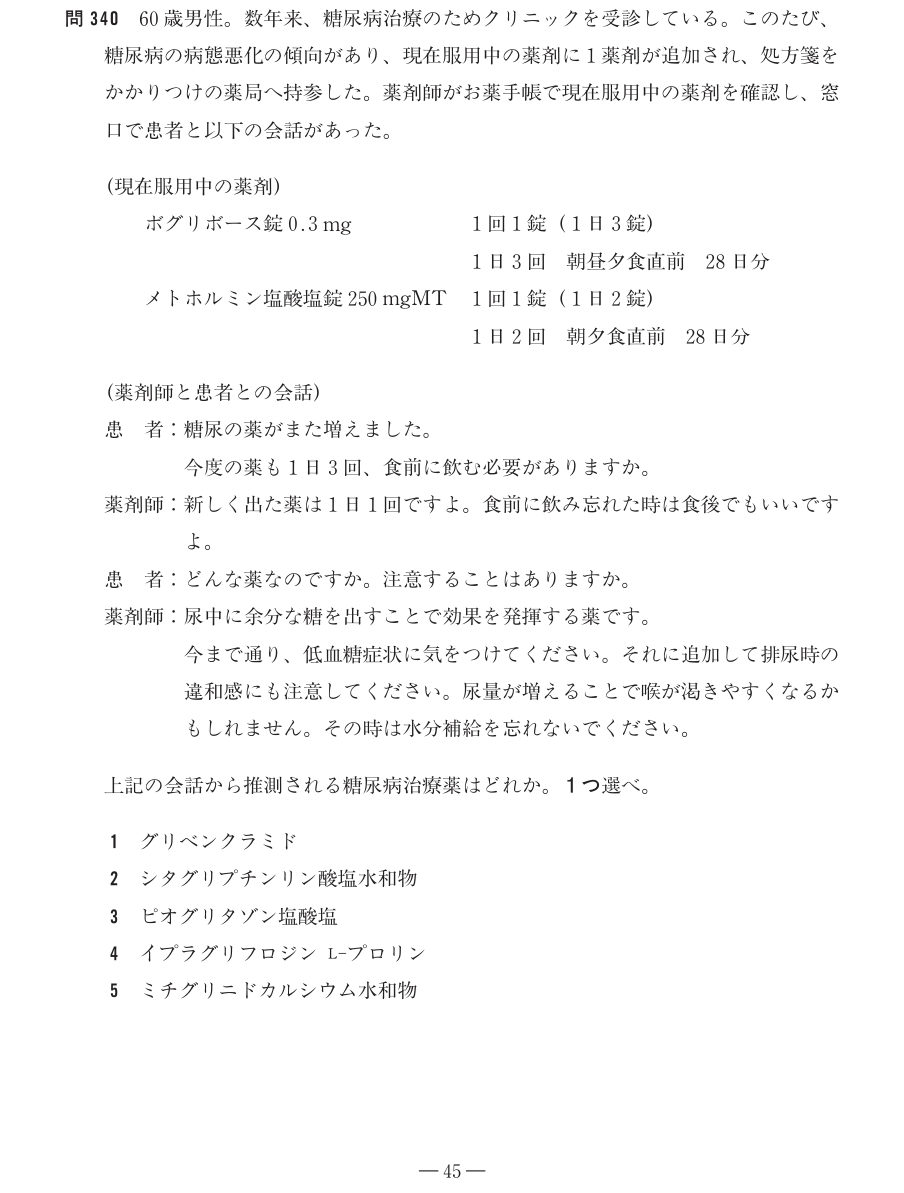 問 340 60 歳男性。数年来、糖尿病治療のためクリニックを受診している。このたび、
糖尿病の病態悪化の傾向があり、現在服用中の薬剤に1薬剤が追加され、処方箋を
かかりつけの薬局へ持参した。薬剤師がお薬手帳で現在服用中の薬剤を確認し、窓
口で患者と以下の会話があった。
(現在服用中の薬剤)
ボグリボース錠 0.3 mg 1回1錠(1日3錠)
1日3回 朝昼夕食直前 28 日分
メトホルミン塩酸塩錠 250 mgMT 1回1錠(1日2錠)
1日2回 朝夕食直前 28 日分
(薬剤師と患者との会話)
患 者:糖尿の薬がまた増えました。
今度の薬も1日3回、食前に飲む必要がありますか。
薬剤師:新しく出た薬は1日1回ですよ。食前に飲み忘れた時は食後でもいいです
よ。
患 者:どんな薬なのですか。注意することはありますか。
薬剤師:尿中に余分な糖を出すことで効果を発揮する薬です。
今まで通り、低血糖症状に気をつけてください。それに追加して排尿時の
違和感にも注意してください。尿量が増えることで喉が渇きやすくなるか
もしれません。その時は水分補給を忘れないでください。
上記の会話から推測される糖尿病治療薬はどれか。1つ選べ。
1 グリベンクラミド
2 シタグリプチンリン酸塩水和物
3 ピオグリタゾン塩酸塩
4 イプラグリフロジン L-プロリン
5 ミチグリニドカルシウム水和物
― 45 ―